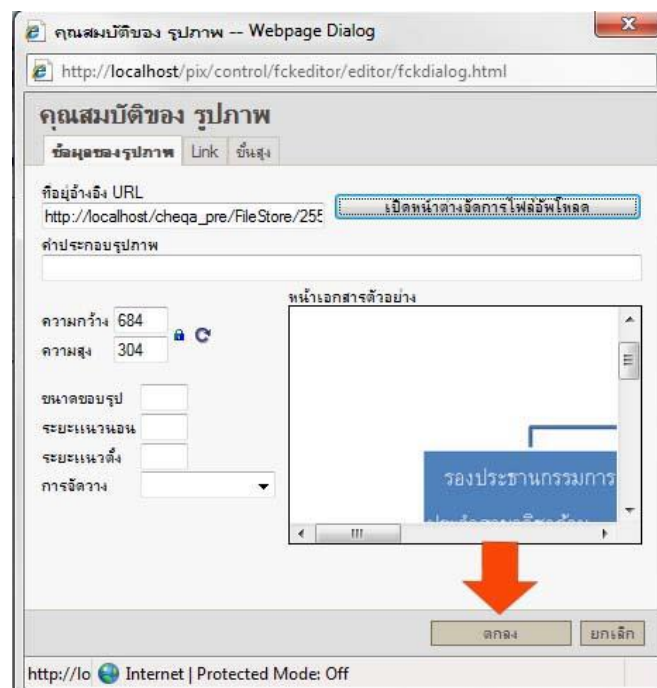 คุณสมบัติของ รูปภาพ -- Webpage Dialog
http://localhost/pix/control/fckeditor/editor/fckdialog.html
คุณสมบัติของ รูปภาพ
ข้อมูลของรูปภาพ Link ขั้นสูง
ที่อยู่อ้างอิง URL
http://localhost/cheqa_pre/FileStore/255 เปิดหน้าต่างจัดการไฟล์อัพโหลด
คำประกอบรูปภาพ
หน้าเอกสารตัวอย่าง
ความกว้าง 684
ความสูง 304
ขนาดขอบรูป
ระยะแนวนอน
ระยะแนวตั้ง
การจัดวาง
รองประธานกรรมการ
ตกลง ยกเลิก
http://lo Internet | Protected Mode: Off